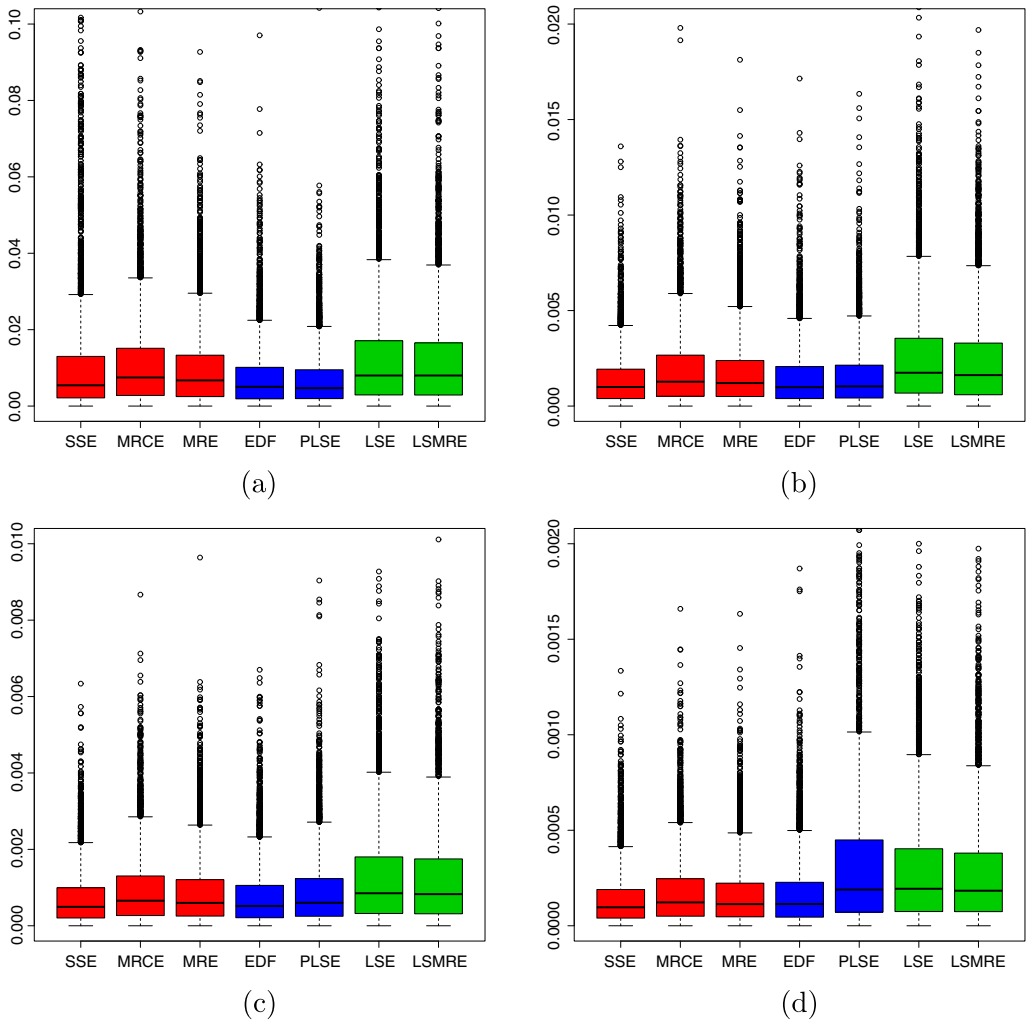 0.00 0.02 0.04 0.06 0.08 0.10
SSE MRCE MRE EDF PLSE LSE LSMRE
(a)
0.000 0.005 0.010 0.015 0.020
SSE MRCE MRE EDF PLSE LSE LSMRE
(b)
0.000 0.002 0.004 0.006 0.008 0.010
SSE MRCE MRE EDF PLSE LSE LSMRE
(c)
0.0000 0.0005 0.0010 0.0015 0.0020
SSE MRCE MRE EDF PLSE LSE LSMRE
(d)